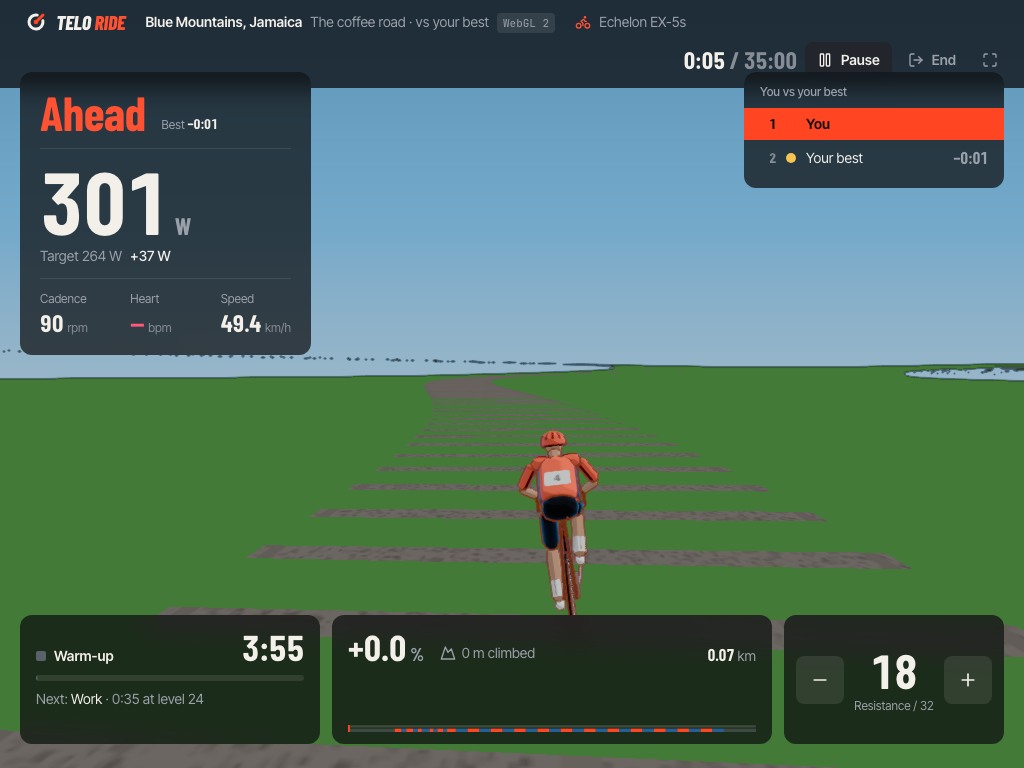 TELO RIDE Blue Mountains, Jamaica The coffee road · vs your best WebGL 2 Echelon EX-5s
0:05 / 35:00 Pause End
Ahead Best −0:01
301 W
Target 264 W +37 W
Cadence Heart Speed
90 rpm – bpm 49.4 km/h
You vs your best
1 You
2 Your best −0:01
4
Warm-up 3:55
Next: Work · 0:35 at level 24
+0.0 % 0 m climbed 0.07 km
− 18 +
Resistance / 32